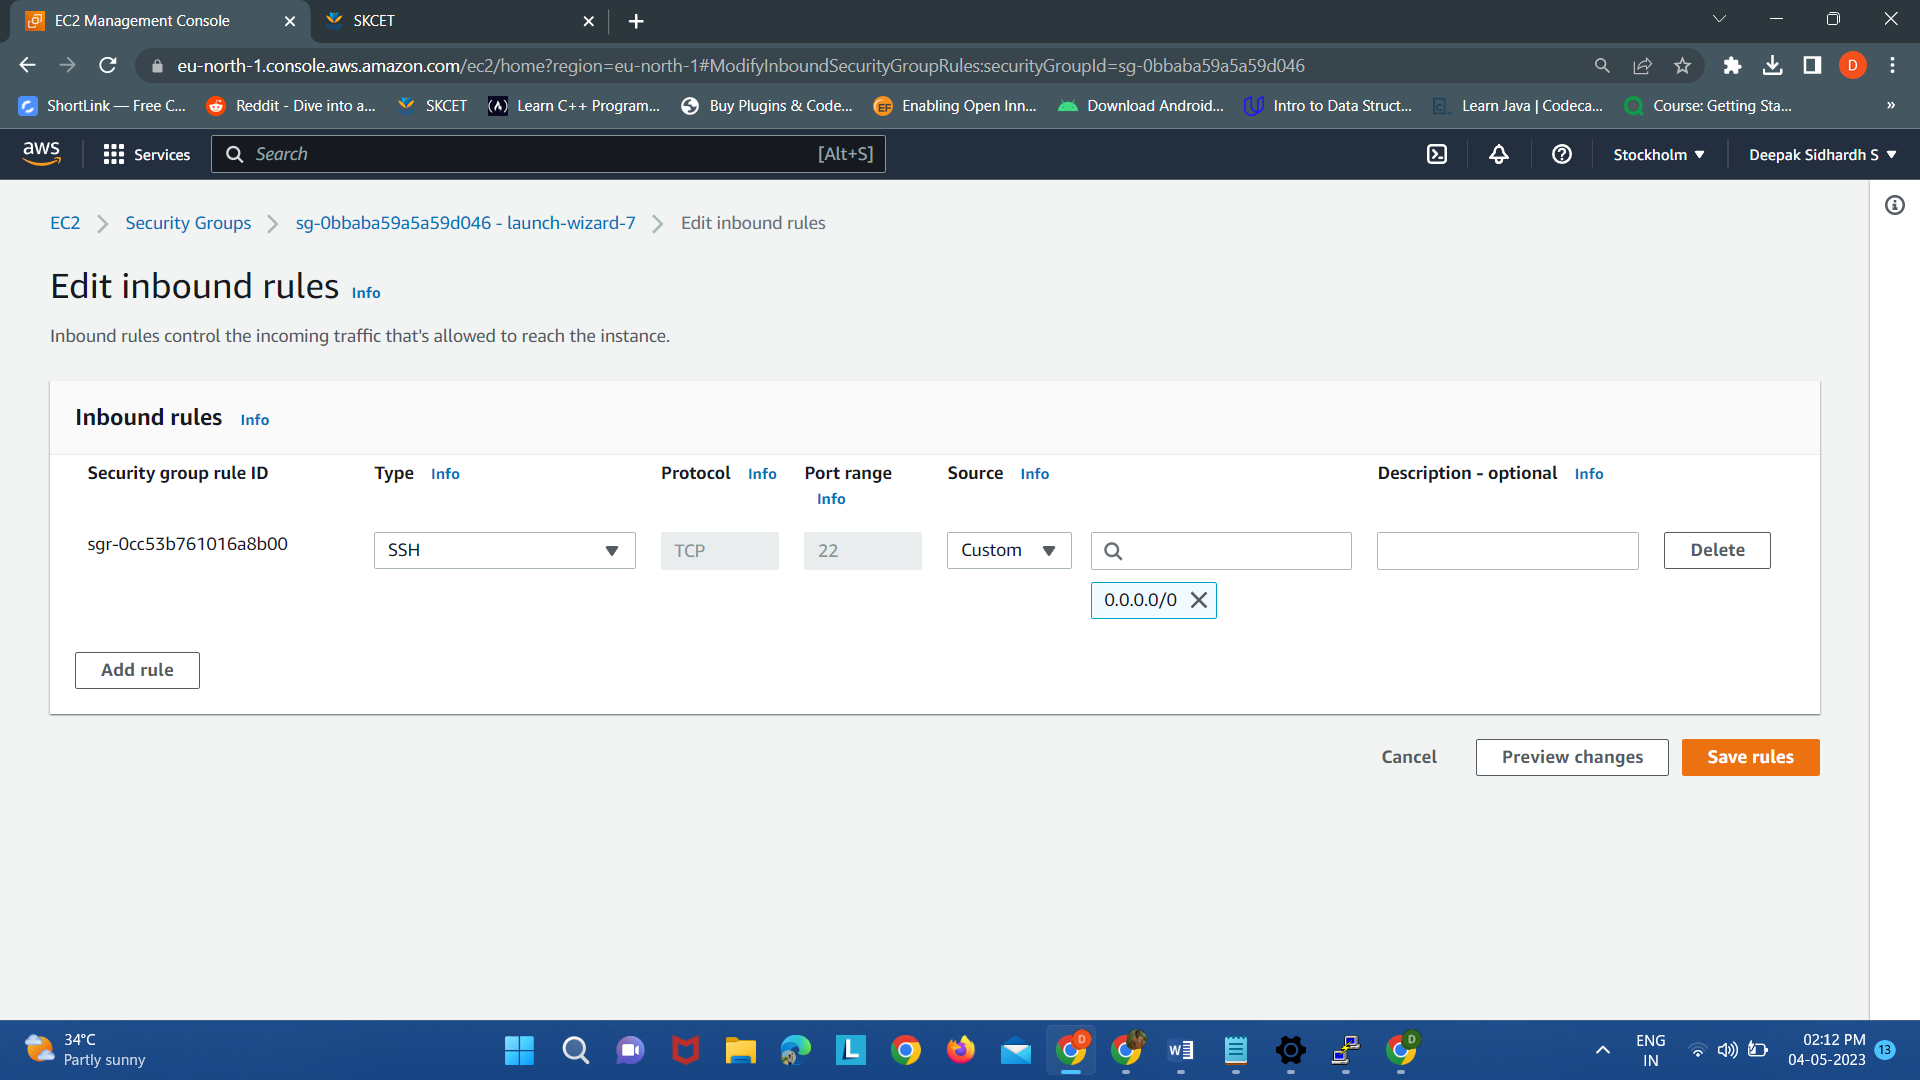 EC2 Management Console
SKCET
eu-north-1.console.aws.amazon.com/ec2/home?region=eu-north-1#ModifyInboundSecurityGroupRules:securityGroupId=sg-0bbaba59a5a59d046
D
ShortLink — Free C... Reddit - Dive into a... SKCET Learn C++ Program... Buy Plugins & Code... Enabling Open Inn... Download Android... Intro to Data Struct... Learn Java | Codeca... Course: Getting Sta... »
aws Services Search [Alt+S] Stockholm Deepak Sidhardh S
EC2 Security Groups sg-0bbaba59a5a59d046 - launch-wizard-7 Edit inbound rules
Edit inbound rules Info
Inbound rules control the incoming traffic that's allowed to reach the instance.
Inbound rules Info
Security group rule ID Type Info Protocol Info Port range Source Info Description - optional Info
Info
sgr-0cc53b761016a8b00 SSH TCP 22 Custom Delete
0.0.0.0/0
Add rule
Cancel Preview changes Save rules
34°C
Partly sunny
ENG
IN
02:12 PM
04-05-2023
13